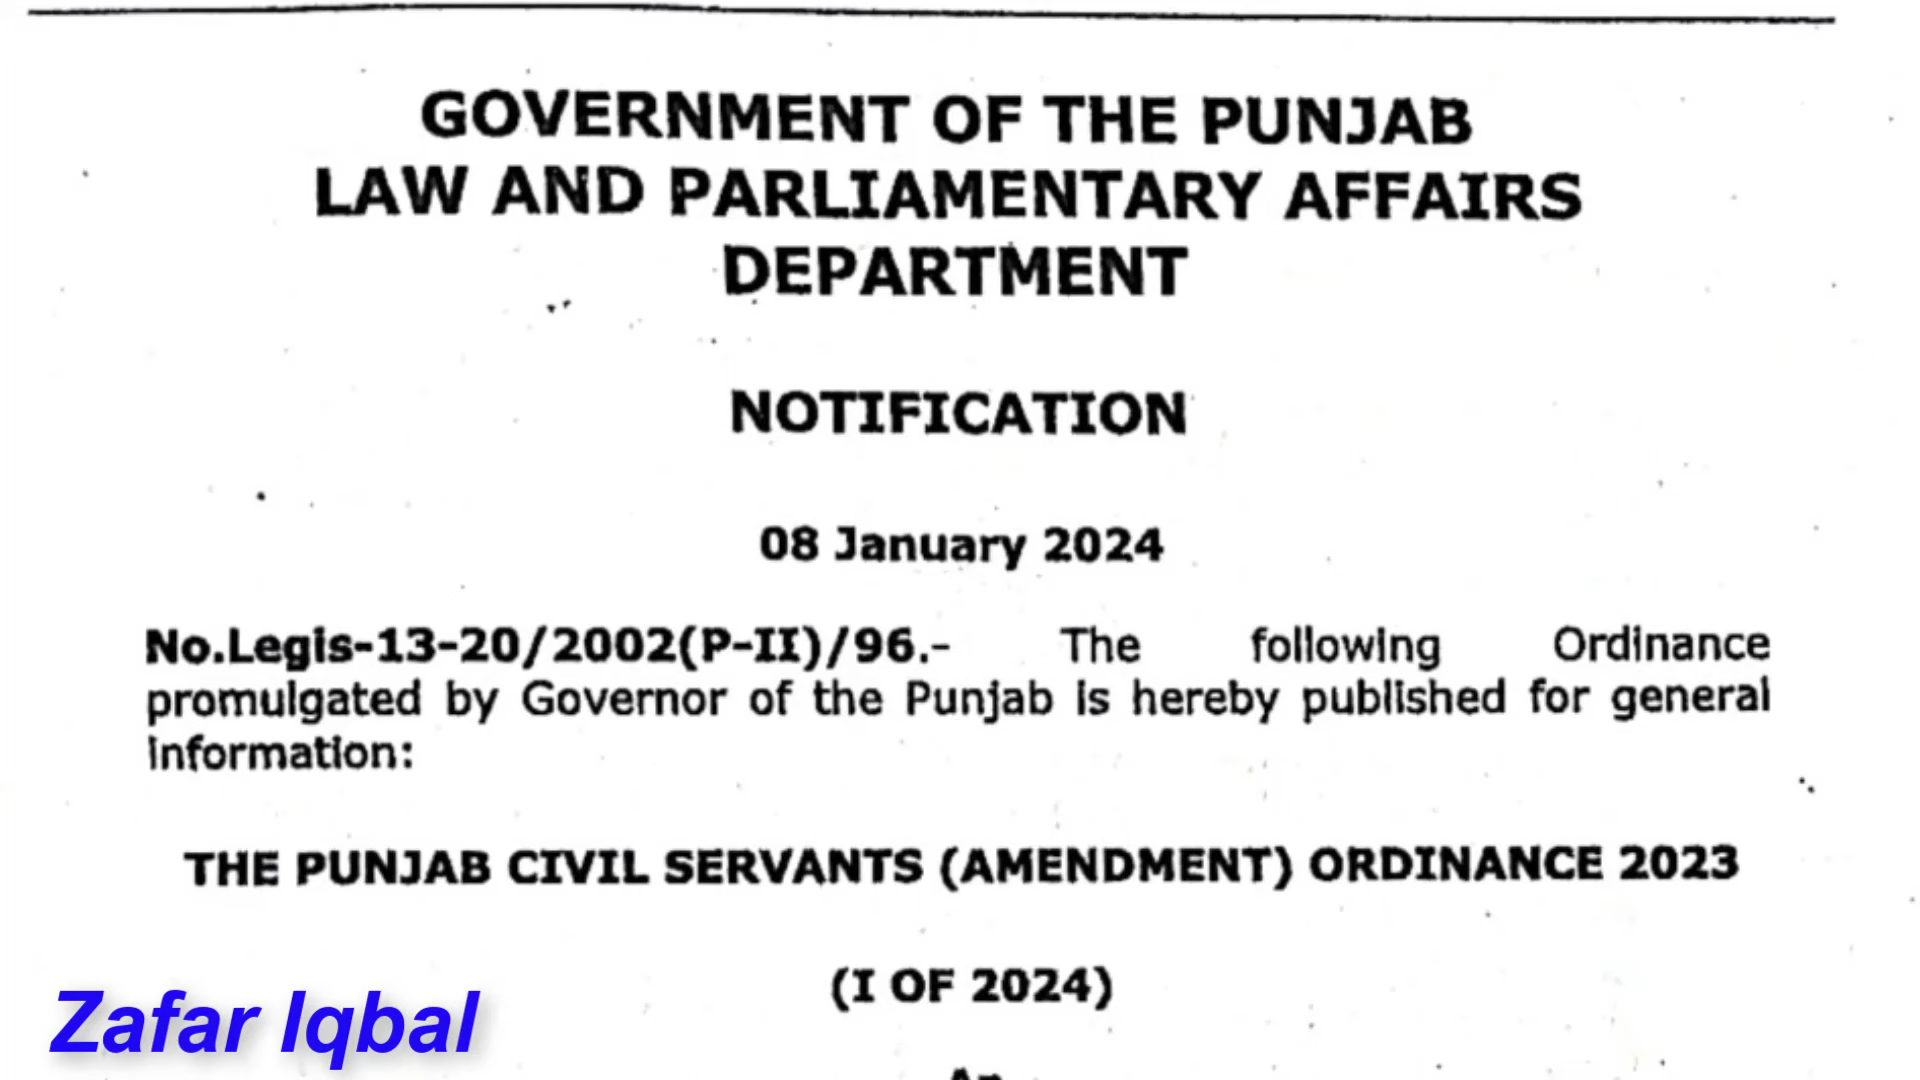 GOVERNMENT OF THE PUNJAB
LAW AND PARLIAMENTARY AFFAIRS
DEPARTMENT
NOTIFICATION
08 January 2024
No.Legis-13-20/2002(P-II)/96.- The following Ordinance
promulgated by Governor of the Punjab is hereby published for general
information:
THE PUNJAB CIVIL SERVANTS (AMENDMENT) ORDINANCE 2023
(I OF 2024)
Zafar Iqbal